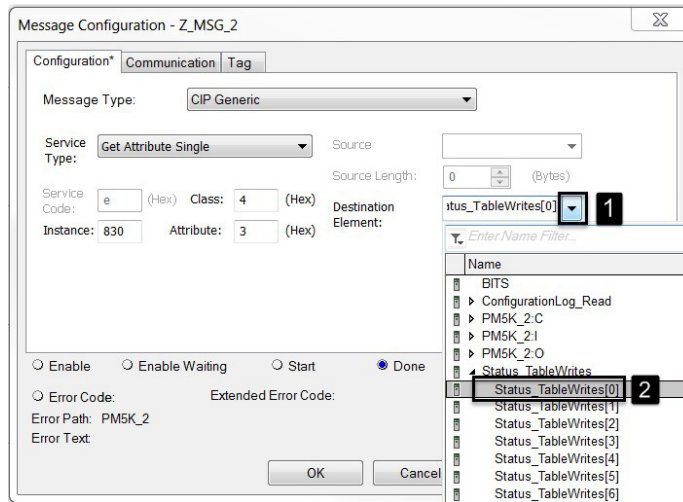 Message Configuration - Z_MSG_2
Configuration* Communication Tag
Message Type: CIP Generic
Service Type: Get Attribute Single
Source
Source Length: 0 (Bytes)
Service Code: e (Hex) Class: 4 (Hex)
Destination Element: itus_TableWrites[0] 1
Instance: 830 Attribute: 3 (Hex)
Enter Name Filter...
Name
BITS
ConfigurationLog_Read
PM5K_2:C
PM5K_2:I
PM5K_2:O
Status_TableWrites
Status_TableWrites[0] 2
Status_TableWrites[1]
Status_TableWrites[2]
Status_TableWrites[3]
Status_TableWrites[4]
Status_TableWrites[5]
Status_TableWrites[6]
Enable Enable Waiting Start Done
Error Code: Extended Error Code:
Error Path: PM5K_2
Error Text:
OK Cancel